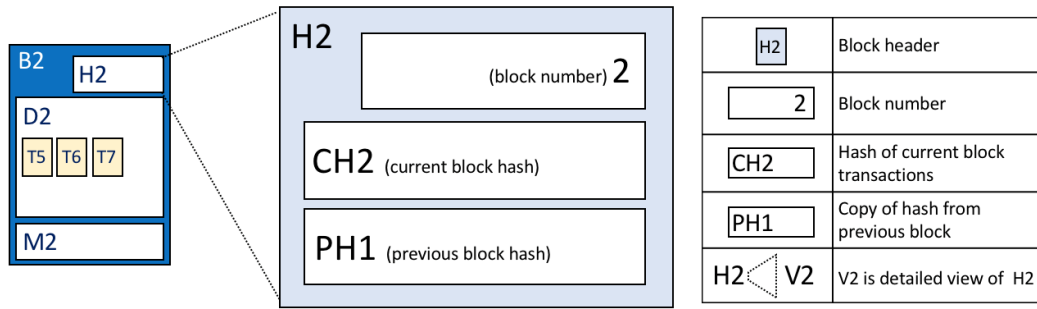 B2
H2
D2
T5 T6 T7
M2
H2
(block number) 2
CH2 (current block hash)
PH1 (previous block hash)
H2 Block header
2 Block number
CH2 Hash of current block
transactions
PH1 Copy of hash from
previous block
H2 V2 V2 is detailed view of H2